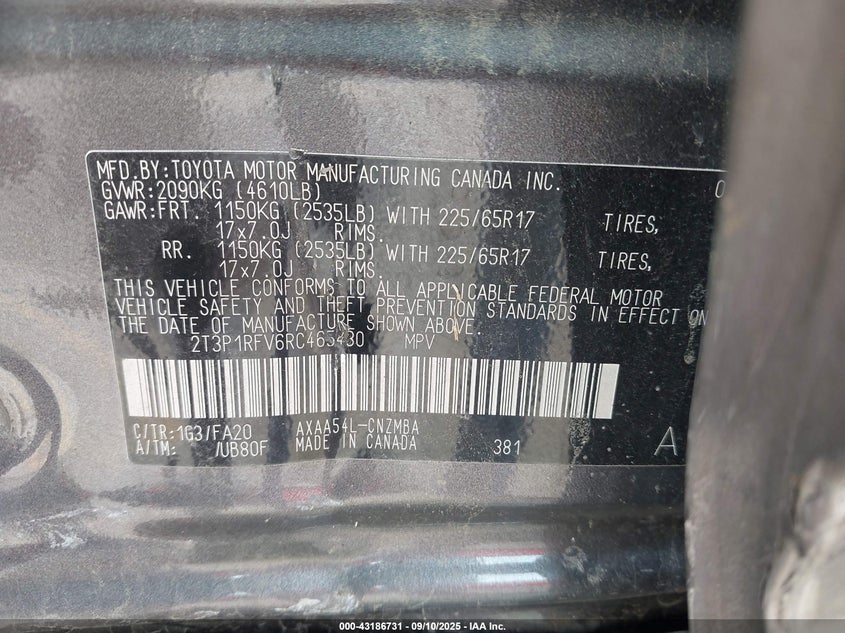 MFD.BY:TOYOTA MOTOR MANUFACTURING CANADA INC. 0
GVWR:2090KG (4610LB)
GAWR:FRT. 1150KG (2535LB) WITH 225/65R17 TIRES,
17x7.0J RIMS.
RR. 1150KG (2535LB) WITH 225/65R17 TIRES,
17x7.0J RIMS.
THIS VEHICLE CONFORMS TO ALL APPLICABLE FEDERAL MOTOR
VEHICLE SAFETY AND THEFT PREVENTION STANDARDS IN EFFECT ON
THE DATE OF MANUFACTURE SHOWN ABOVE.
2T3P1RFV6RC465430 MPV
C/TR:1G3/FA20 AXAA54L-CNZMBA
A/TM: /UB80F MADE IN CANADA 381 A
000-43186731 - 09/10/2025 - IAA Inc.